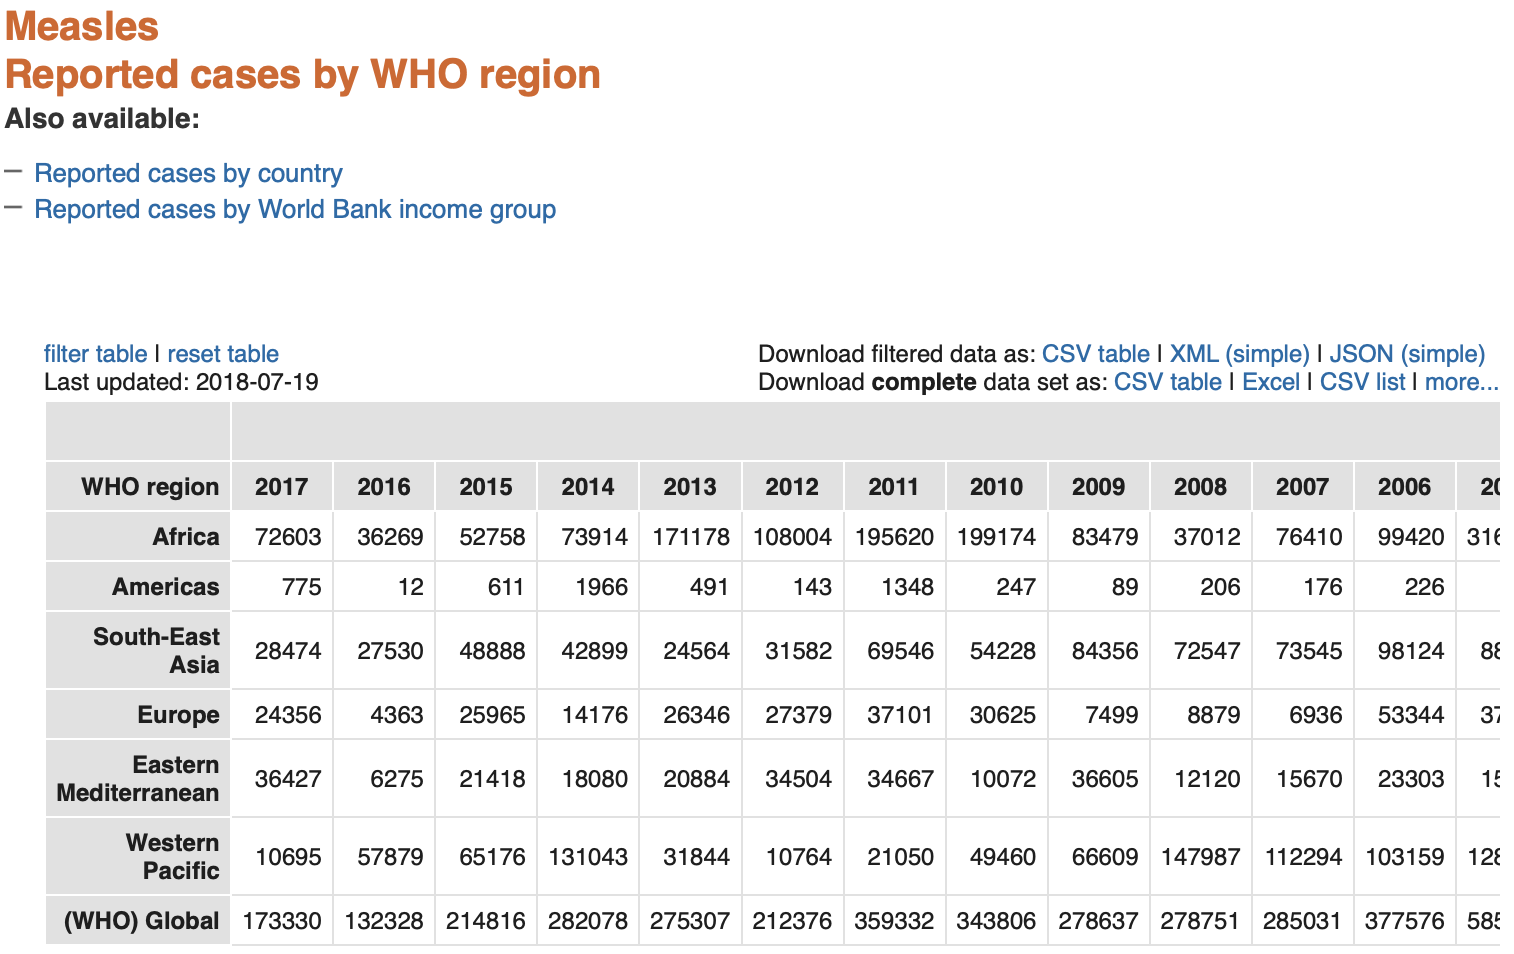 Measles
Reported cases by WHO region
Also available:
– Reported cases by country
– Reported cases by World Bank income group
filter table | reset table
Last updated: 2018-07-19
Download filtered data as: CSV table | XML (simple) | JSON (simple)
Download complete data set as: CSV table | Excel | CSV list | more...
WHO region 2017 2016 2015 2014 2013 2012 2011 2010 2009 2008 2007 2006 20
Africa 72603 36269 52758 73914 171178 108004 195620 199174 83479 37012 76410 99420 316
Americas 775 12 611 1966 491 143 1348 247 89 206 176 226
South-East
Asia 28474 27530 48888 42899 24564 31582 69546 54228 84356 72547 73545 98124 88
Europe 24356 4363 25965 14176 26346 27379 37101 30625 7499 8879 6936 53344 37
Eastern
Mediterranean 36427 6275 21418 18080 20884 34504 34667 10072 36605 12120 15670 23303 15
Western
Pacific 10695 57879 65176 131043 31844 10764 21050 49460 66609 147987 112294 103159 128
(WHO) Global 173330 132328 214816 282078 275307 212376 359332 343806 278637 278751 285031 377576 585